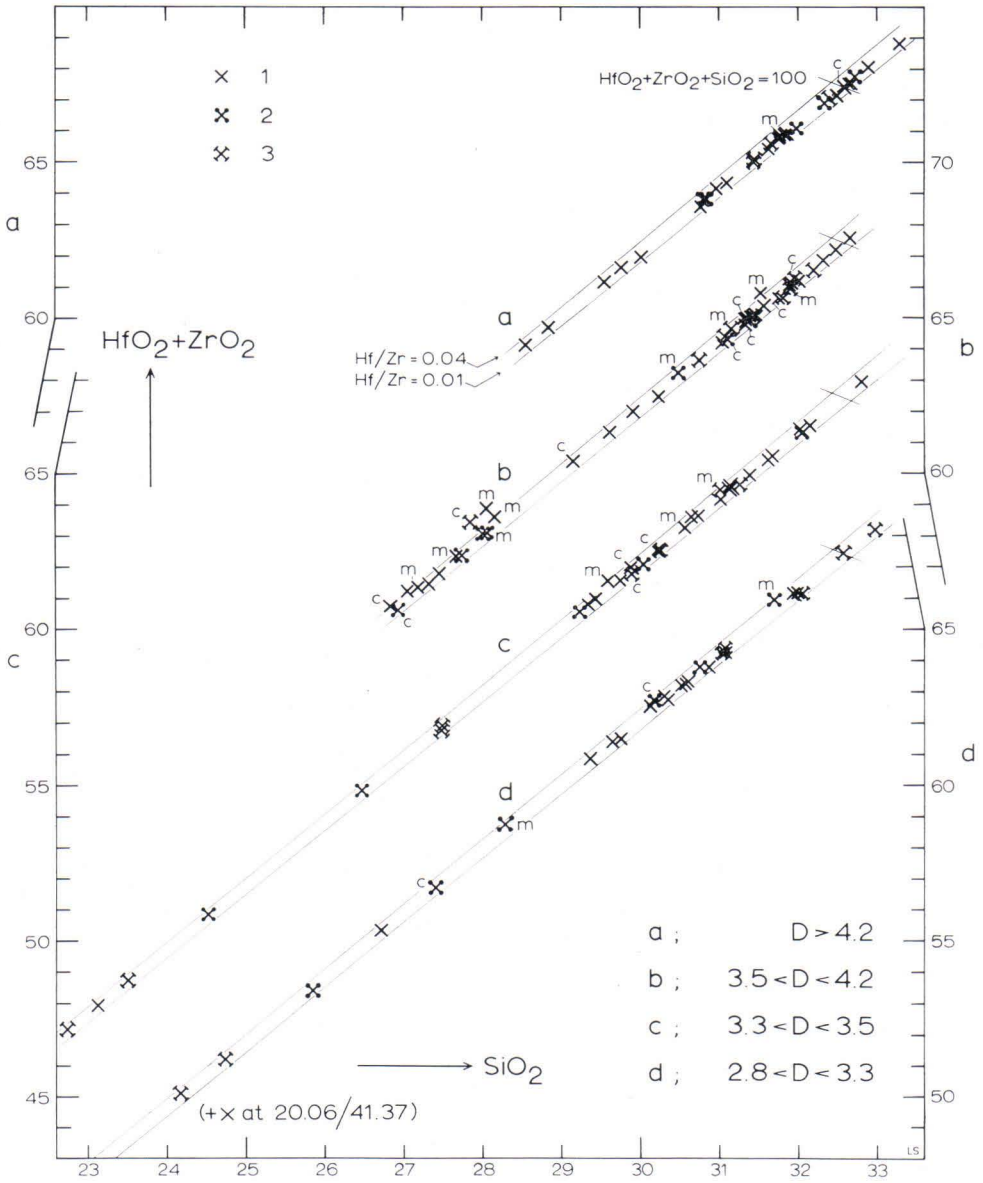 × 1
× 2
× 3
HfO₂+ZrO₂+SiO₂=100
c
m
65
70
a
c
m
c
m
m
c
c
c
60
HfO₂+ZrO₂
a
Hf/Zr=0.04
Hf/Zr=0.01
b
m
c
65
60
b
m
m
c
m
m
m
c
c
m
c
m
c
c
60
c
m
65
c
c
55
d
60
d
m
c
50
55
a ; D > 4.2
b ; 3.5 < D < 4.2
c ; 3.3 < D < 3.5
d ; 2.8 < D < 3.3
SiO₂
45
(+× at 20.06/41.37)
50
LS
23 24 25 26 27 28 29 30 31 32 33